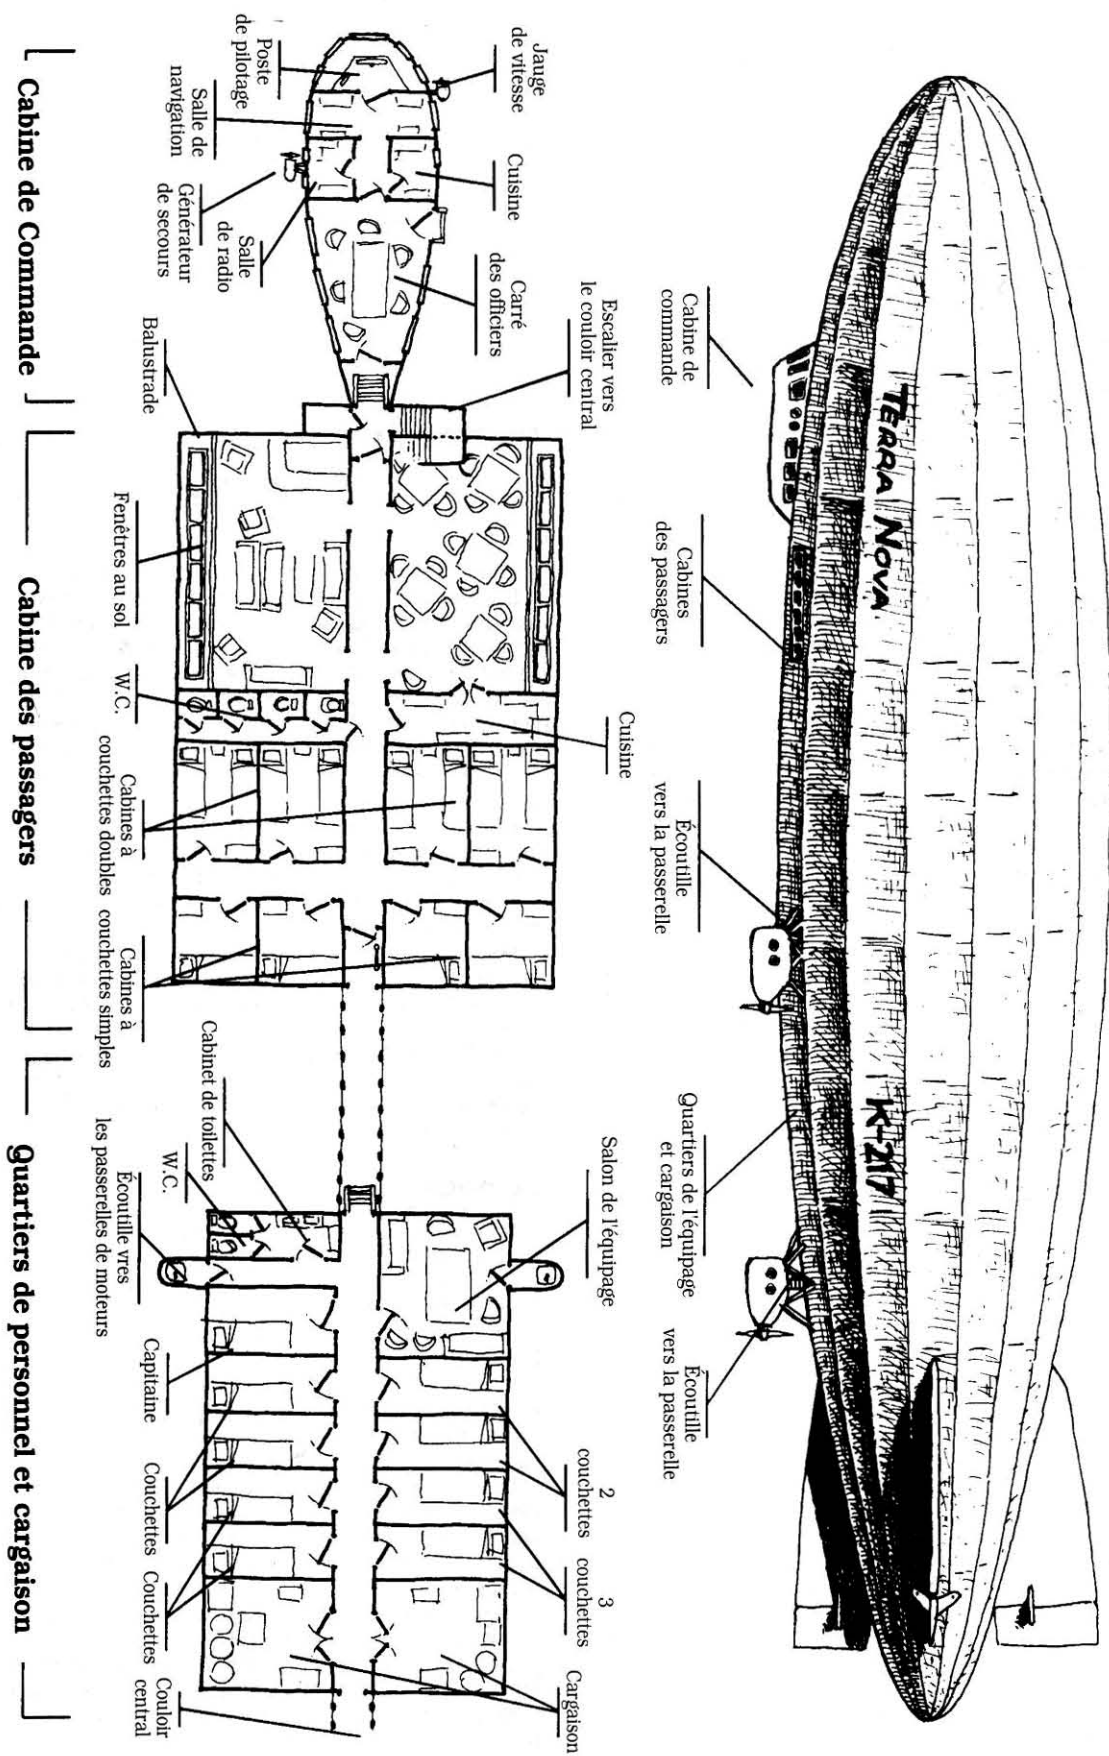 TERRA NOVA
K-217
Cabine de
commande
Cabines
des passagers
Écoutille
vers la passerelle
Quartiers de l'équipage
et cargaison
Écoutille
vers la passerelle
Jauge
de vitesse
Cuisine
Carré
des officiers
Escalier vers
le couloir central
Cuisine
Salon de l'équipage
2
couchettes
3
couchettes
Cargaison
Poste
de pilotage
Salle de
navigation
Générateur
de secours
Salle
de radio
Balustrade
Fenêtres au sol
W.C.
Cabines à
couchettes doubles
Cabines à
couchettes simples
Cabinet de toilettes
W.C.
Écoutille vres
les passerelles de moteurs
Capitaine
Couchettes
Couchettes
Couloir
central
Cabine de Commande
Cabine des passagers
Quartiers de personnel et cargaison